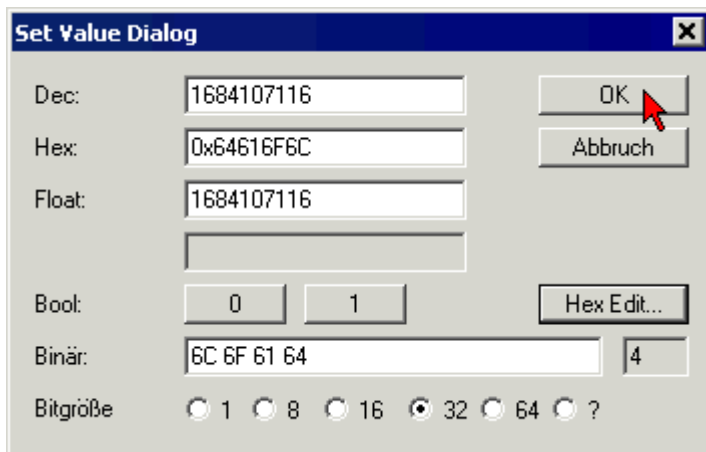 Set Value Dialog
Dec: 1684107116 OK
Hex: 0x64616F6C Abbruch
Float: 1684107116
Bool: 0 1 Hex Edit...
Binär: 6C 6F 61 64 4
Bitgröße 1 8 16 32 64 ?